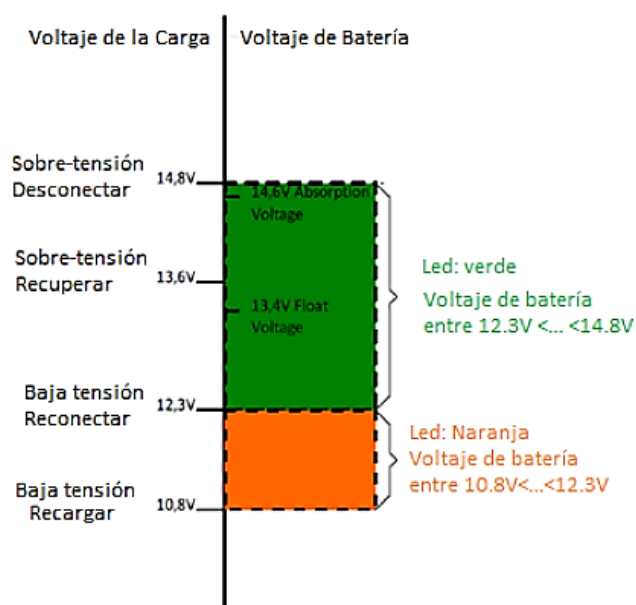 Voltaje de la Carga
Voltaje de Batería
Sobre-tensión
Desconectar
14,8V
14,6V Absorption
Voltage
Sobre-tensión
Recuperar
13,6V
13,4V Float
Voltage
Led: verde
Voltaje de batería
entre 12.3V <... <14.8V
Baja tensión
Reconectar
12,3V
Led: Naranja
Voltaje de batería
entre 10.8V<...<12.3V
Baja tensión
Recargar
10,8V